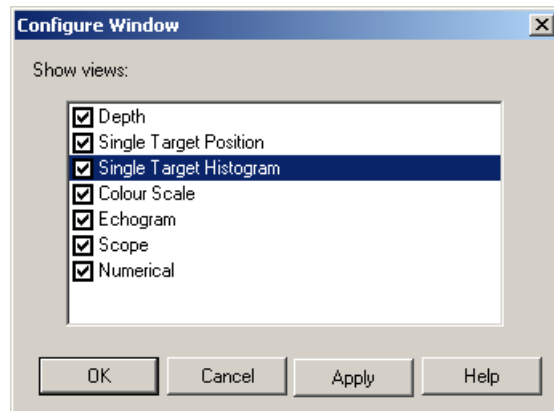 Configure Window
Show views:
Depth
Single Target Position
Single Target Histogram
Colour Scale
Echogram
Scope
Numerical
OK Cancel Apply Help